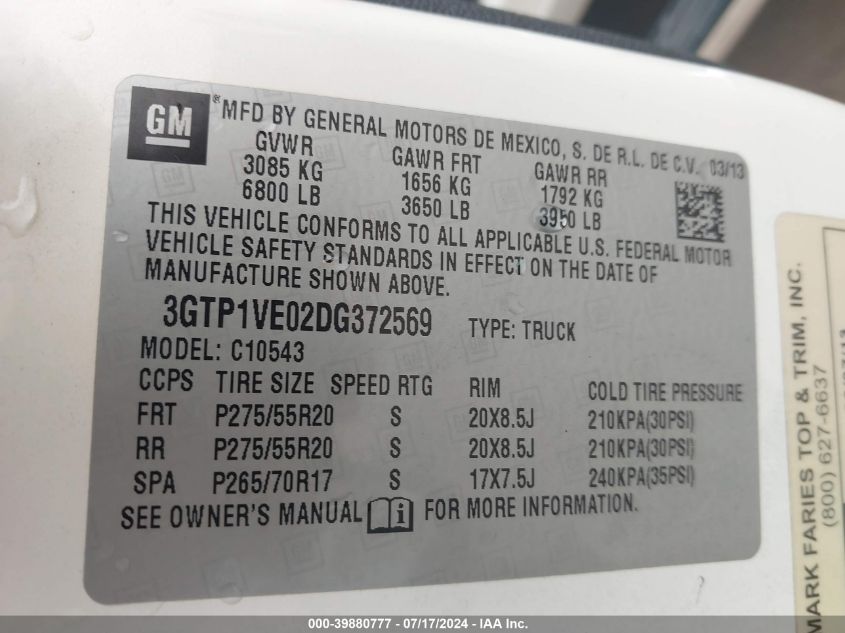 GM
MFD BY GENERAL MOTORS DE MEXICO, S. DE R.L. DE C.V. 03/13
GVWR GAWR FRT GAWR RR
3085 KG 1656 KG 1792 KG
6800 LB 3650 LB 3950 LB
THIS VEHICLE CONFORMS TO ALL APPLICABLE U.S. FEDERAL MOTOR
VEHICLE SAFETY STANDARDS IN EFFECT ON THE DATE OF
MANUFACTURE SHOWN ABOVE.
3GTP1VE02DG372569 TYPE: TRUCK
MODEL: C10543
CCPS TIRE SIZE SPEED RTG RIM COLD TIRE PRESSURE
FRT P275/55R20 S 20X8.5J 210KPA(30PSI)
RR P275/55R20 S 20X8.5J 210KPA(30PSI)
SPA P265/70R17 S 17X7.5J 240KPA(35PSI)
SEE OWNER'S MANUAL FOR MORE INFORMATION.
MARK FARIES TOP & TRIM, INC.
(800) 627-6637
000-39880777 - 07/17/2024 - IAA Inc.